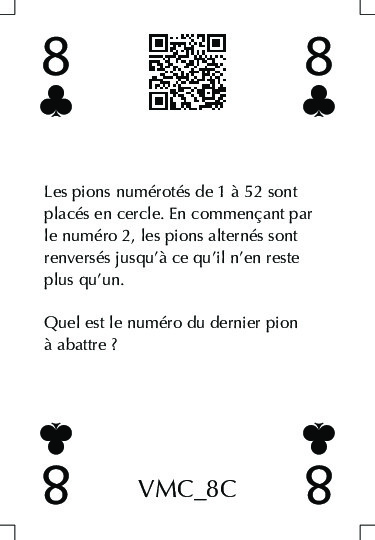 8 8
Les pions numérotés de 1 à 52 sont
placés en cercle. En commençant par
le numéro 2, les pions alternés sont
renversés jusqu’à ce qu’il n’en reste
plus qu’un.
Quel est le numéro du dernier pion
à abattre ?
8 VMC_8C 8